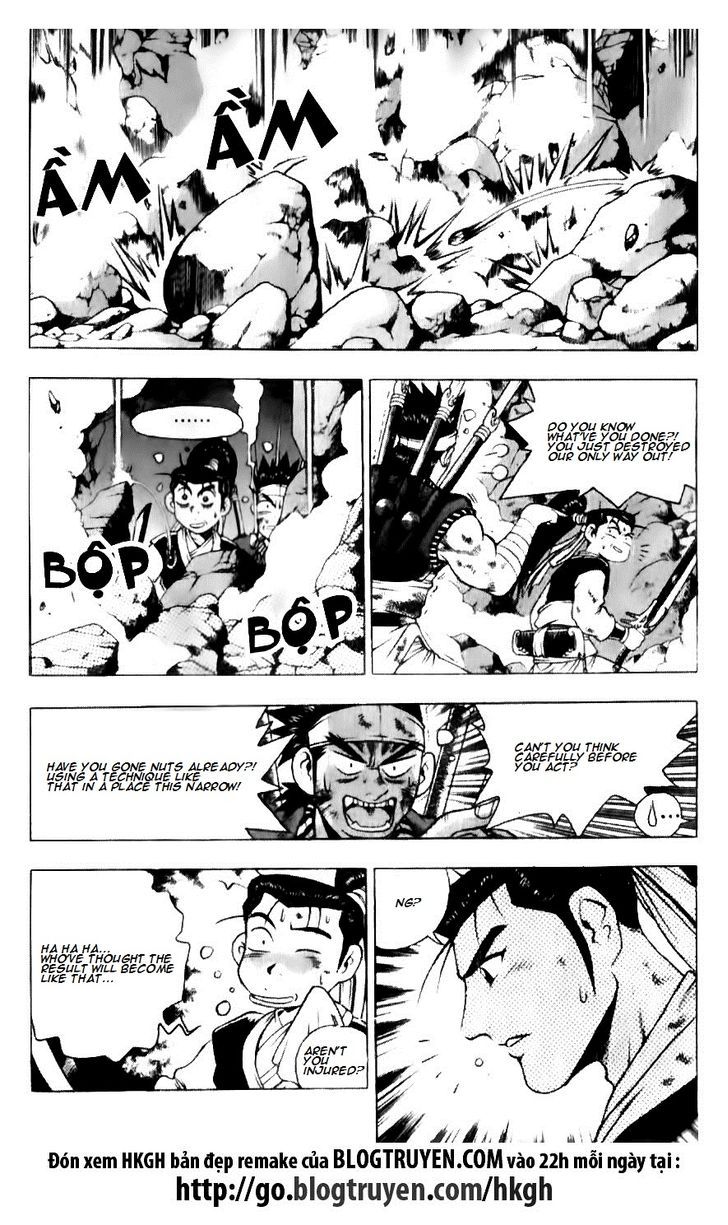 ẦM
ẦM
......
BỘP
BỘP
DO YOU KNOW
WHAT'VE YOU DONE?!
YOU JUST DESTROYED
OUR ONLY WAY OUT!
HAVE YOU GONE NUTS ALREADY?!
USING A TECHNIQUE LIKE
THAT IN A PLACE THIS NARROW!
CAN'T YOU THINK
CAREFULLY BEFORE
YOU ACT?
....
HA HA HA...
WHO'VE THOUGHT THE
RESULT WILL BECOME
LIKE THAT...
AREN'T
YOU
INJURED?
NG?
Đón xem HKGH bản đẹp remake của BLOGTRUYEN.COM vào 22h mỗi ngày tại :
http://go.blogtruyen.com/hkgh